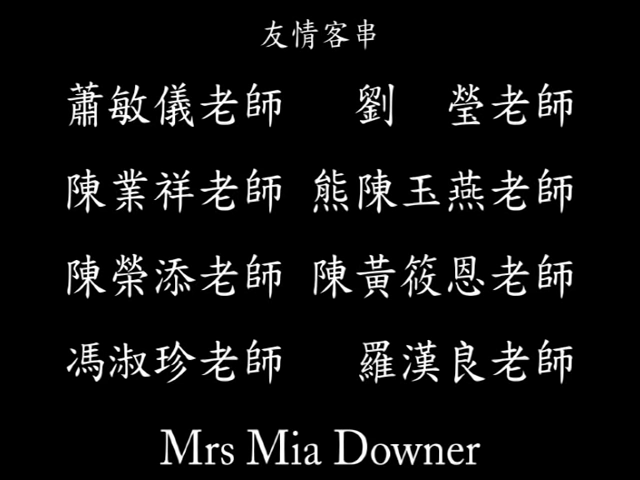 友情客串
蕭敏儀老師 劉 瑩老師
陳業祥老師 熊陳玉燕老師
陳榮添老師 陳黃筱恩老師
馮淑珍老師 羅漢良老師
Mrs Mia Downer